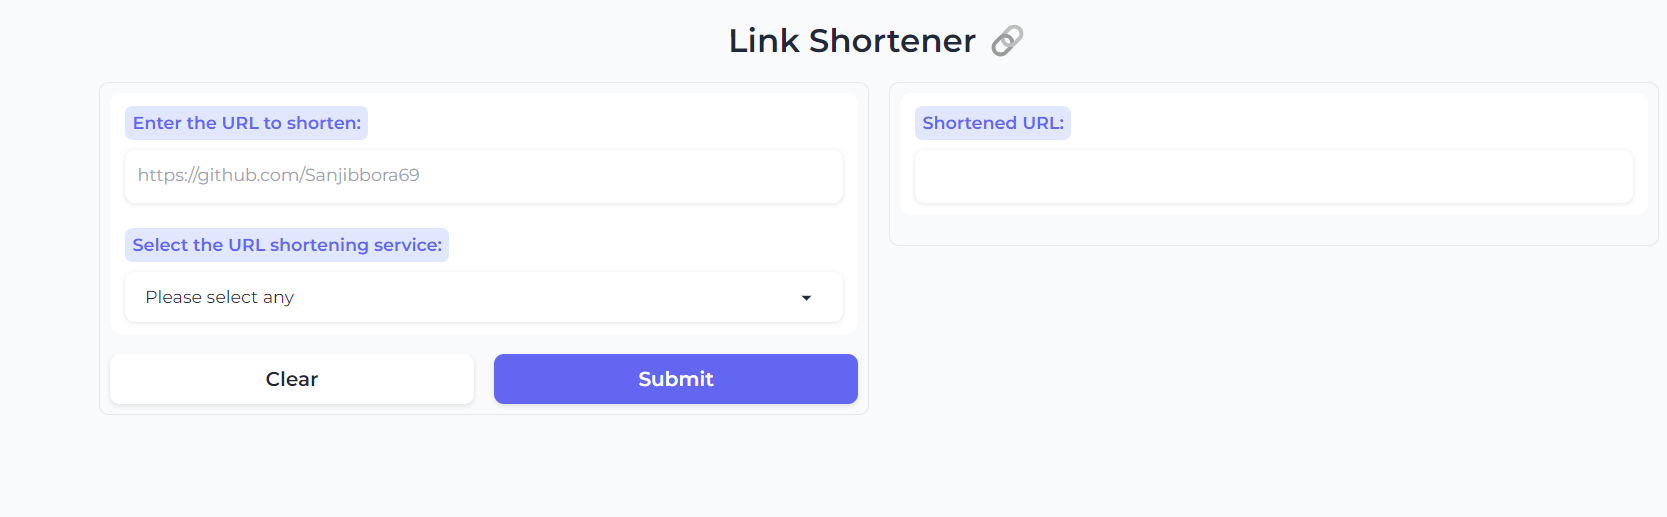 Link Shortener 🔗
Enter the URL to shorten:
https://github.com/Sanjibbora69
Select the URL shortening service:
Please select any
Clear
Submit
Shortened URL: